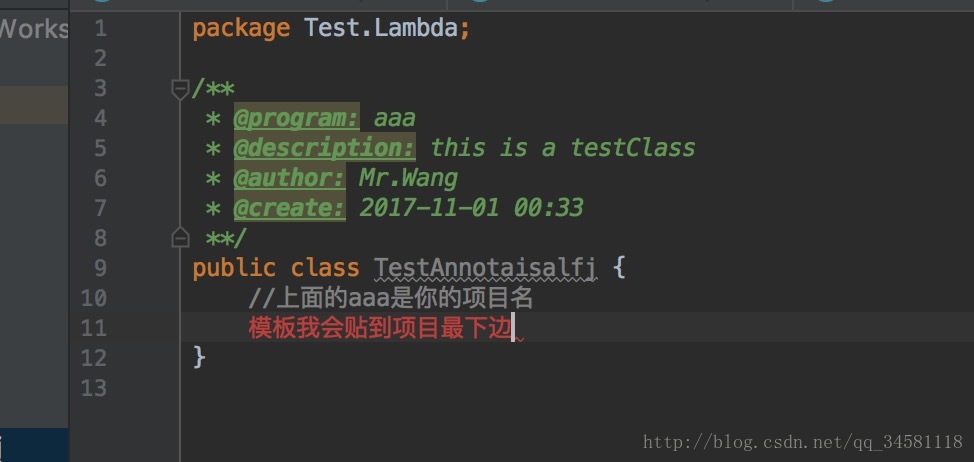 Works
1 package Test.Lambda;
2
3 /**
4 * @program: aaa
5 * @description: this is a testClass
6 * @author: Mr.Wang
7 * @create: 2017-11-01 00:33
8 **/
9 public class TestAnnotaisalfj {
10 //上面的aaa是你的项目名
11 模板我会贴到项目最下边
12 }
13
http://blog.csdn.net/qq_34581118